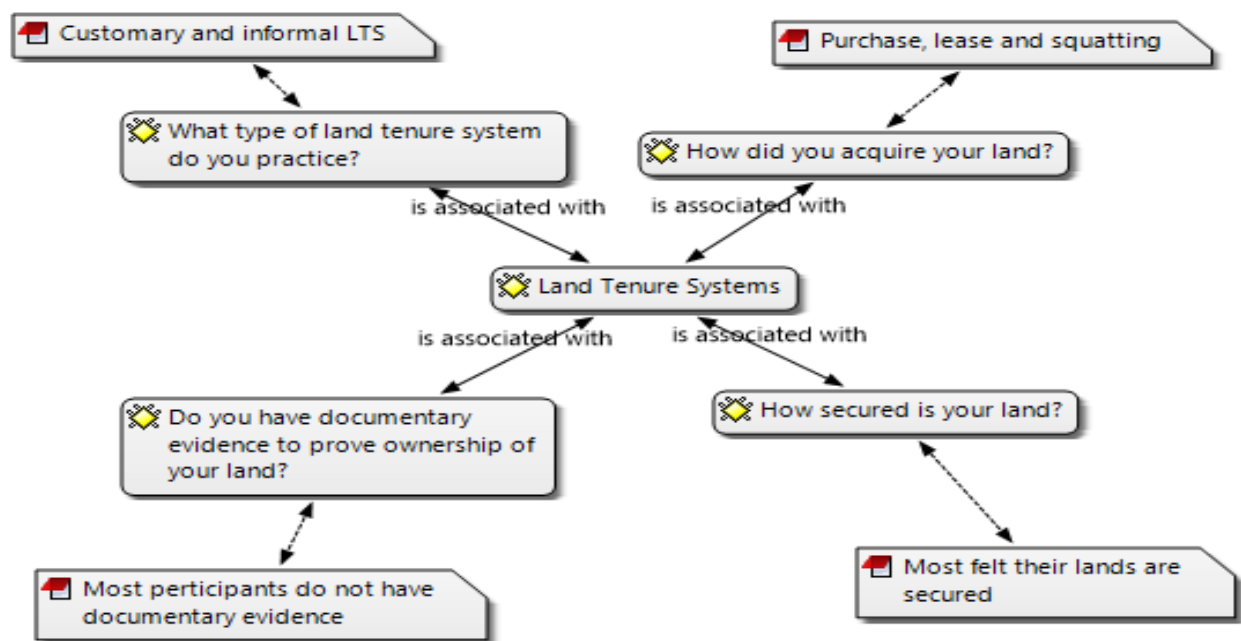 Customary and informal LTS
Purchase, lease and squatting
What type of land tenure system
do you practice?
How did you acquire your land?
is associated with
is associated with
Land Tenure Systems
is associated with
is associated with
Do you have documentary
evidence to prove ownership of
your land?
How secured is your land?
Most perticipants do not have
documentary evidence
Most felt their lands are
secured